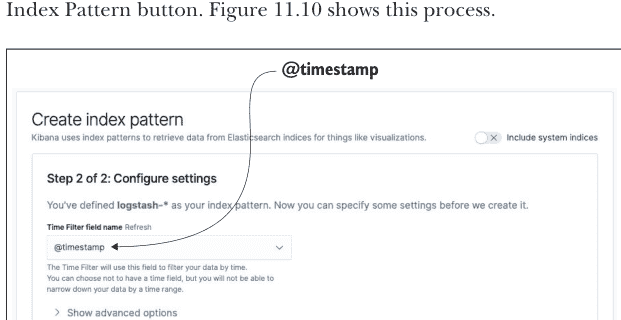 Index Pattern button. Figure 11.10 shows this process.
@timestamp
Create index pattern
Kibana uses index patterns to retrieve data from Elasticsearch indices for things like visualizations.
Include system indices
Step 2 of 2: Configure settings
You've defined logstash-* as your index pattern. Now you can specify some settings before we create it.
Time Filter field name Refresh
@timestamp
The Time Filter will use this field to filter your data by time.
You can choose not to have a time field, but you will not be able to
narrow down your data by a time range.
> Show advanced options